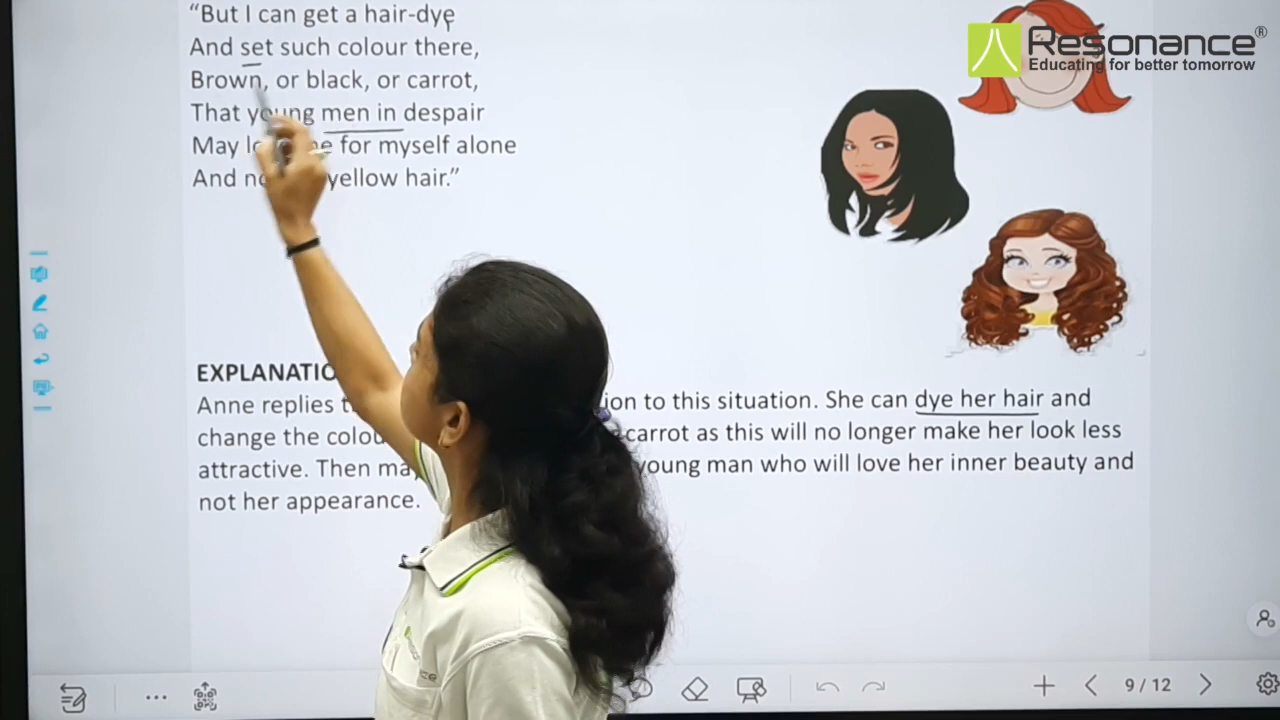 “But I can get a hair-dye
And set such colour there,
Brown, or black, or carrot,
That young men in despair
May for myself alone
And yellow hair.”
Resonance®
Educating for better tomorrow
EXPLANATIO
Anne replies ion to this situation. She can dye her hair and
change the colou carrot as this will no longer make her look less
attractive. Then young man who will love her inner beauty and
not her appearance.
9 / 12